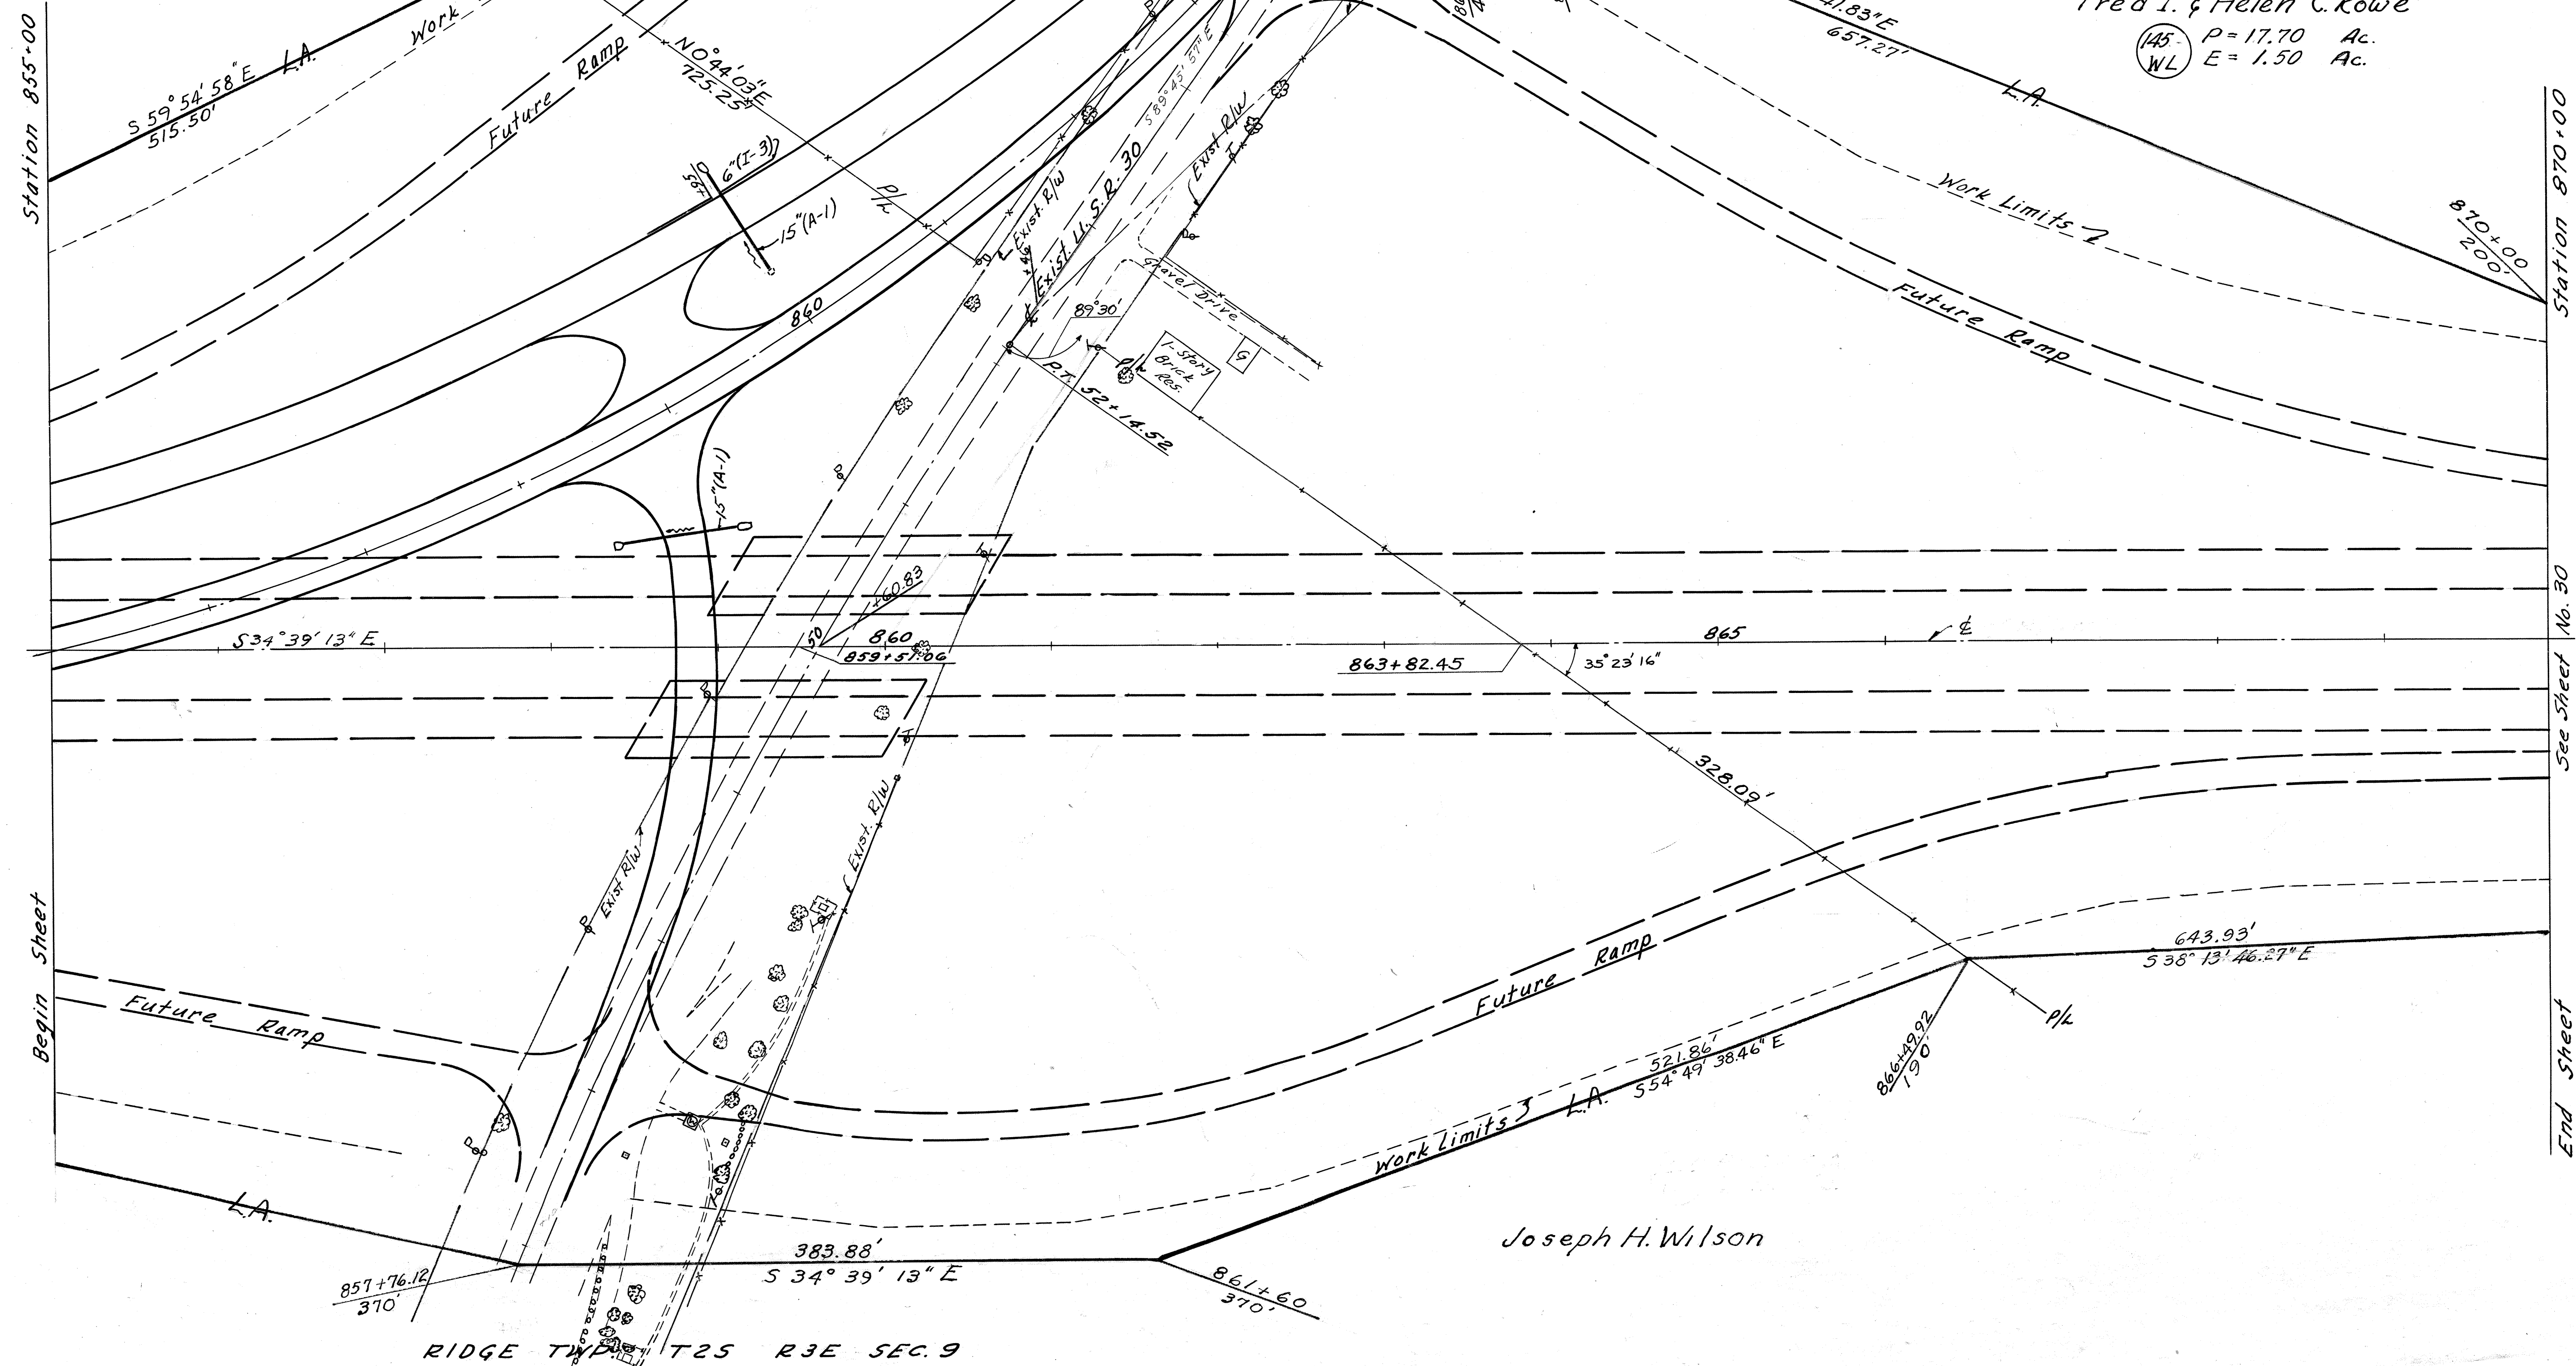 Station 855+00
Begin Sheet
S 59° 54' 58" E L.A.
515.50'
Work
Future Ramp
N 0° 44' 03" E
725.25'
P/L
6" (I-3)
+95
15" (A-1)
860
Exist. R/W
Exist. U.S.R. 30
S 89° 45' 57" E
Exist R/W
Gravel Drive
89° 30'
P.T. 52+14.52
P/L
1-Story
Brick
Res.
G
41.83" E
657.27'
Fred I. & Helen C. Rowe
145 WL
P = 17.70 Ac.
E = 1.50 Ac.
L.A.
Work Limits
Future Ramp
870+00
200'
Station 870+00
See Sheet No. 30
End Sheet
15" (A-1)
+60.83
S 34° 39' 13" E
50
860
859+51.06
863+82.45
35° 23' 16"
865
℄
328.09'
Exist R/W
Exist. R/W
Future Ramp
Future Ramp
643.93'
S 38° 13' 46.27" E
P/L
866+49.92
190'
521.86'
S 54° 49' 38.46" E
L.A.
Work Limits
L.A.
383.88'
S 34° 39' 13" E
857+76.12
370'
861+60
370'
Joseph H. Wilson
RIDGE TWP. T2S R3E SEC. 9